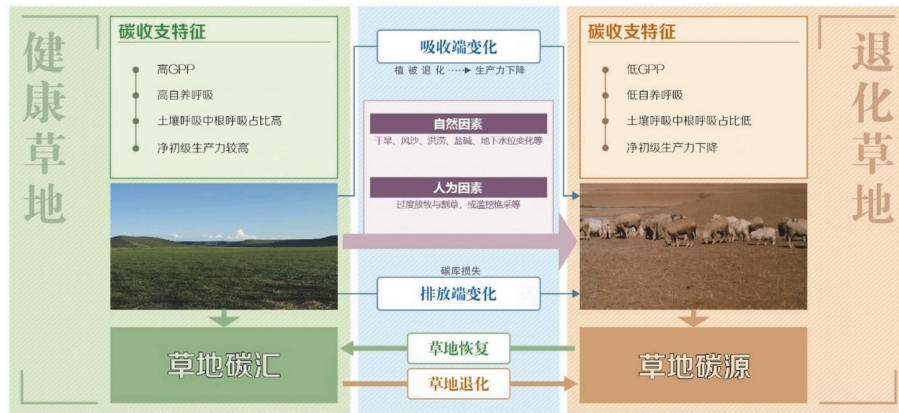 健康草地
碳收支特征
高GPP
高自养呼吸
土壤呼吸中根呼吸占比高
净初级生产力较高
草地碳汇
吸收端变化
植被退化·····▶生产力下降
自然因素
干旱、风沙、洪涝、盐碱、地下水位变化等
人为因素
过度放牧与割草，或滥挖樵采等
碳库损失
排放端变化
草地恢复
草地退化
退化草地
碳收支特征
低GPP
低自养呼吸
土壤呼吸中根呼吸占比低
净初级生产力下降
草地碳源